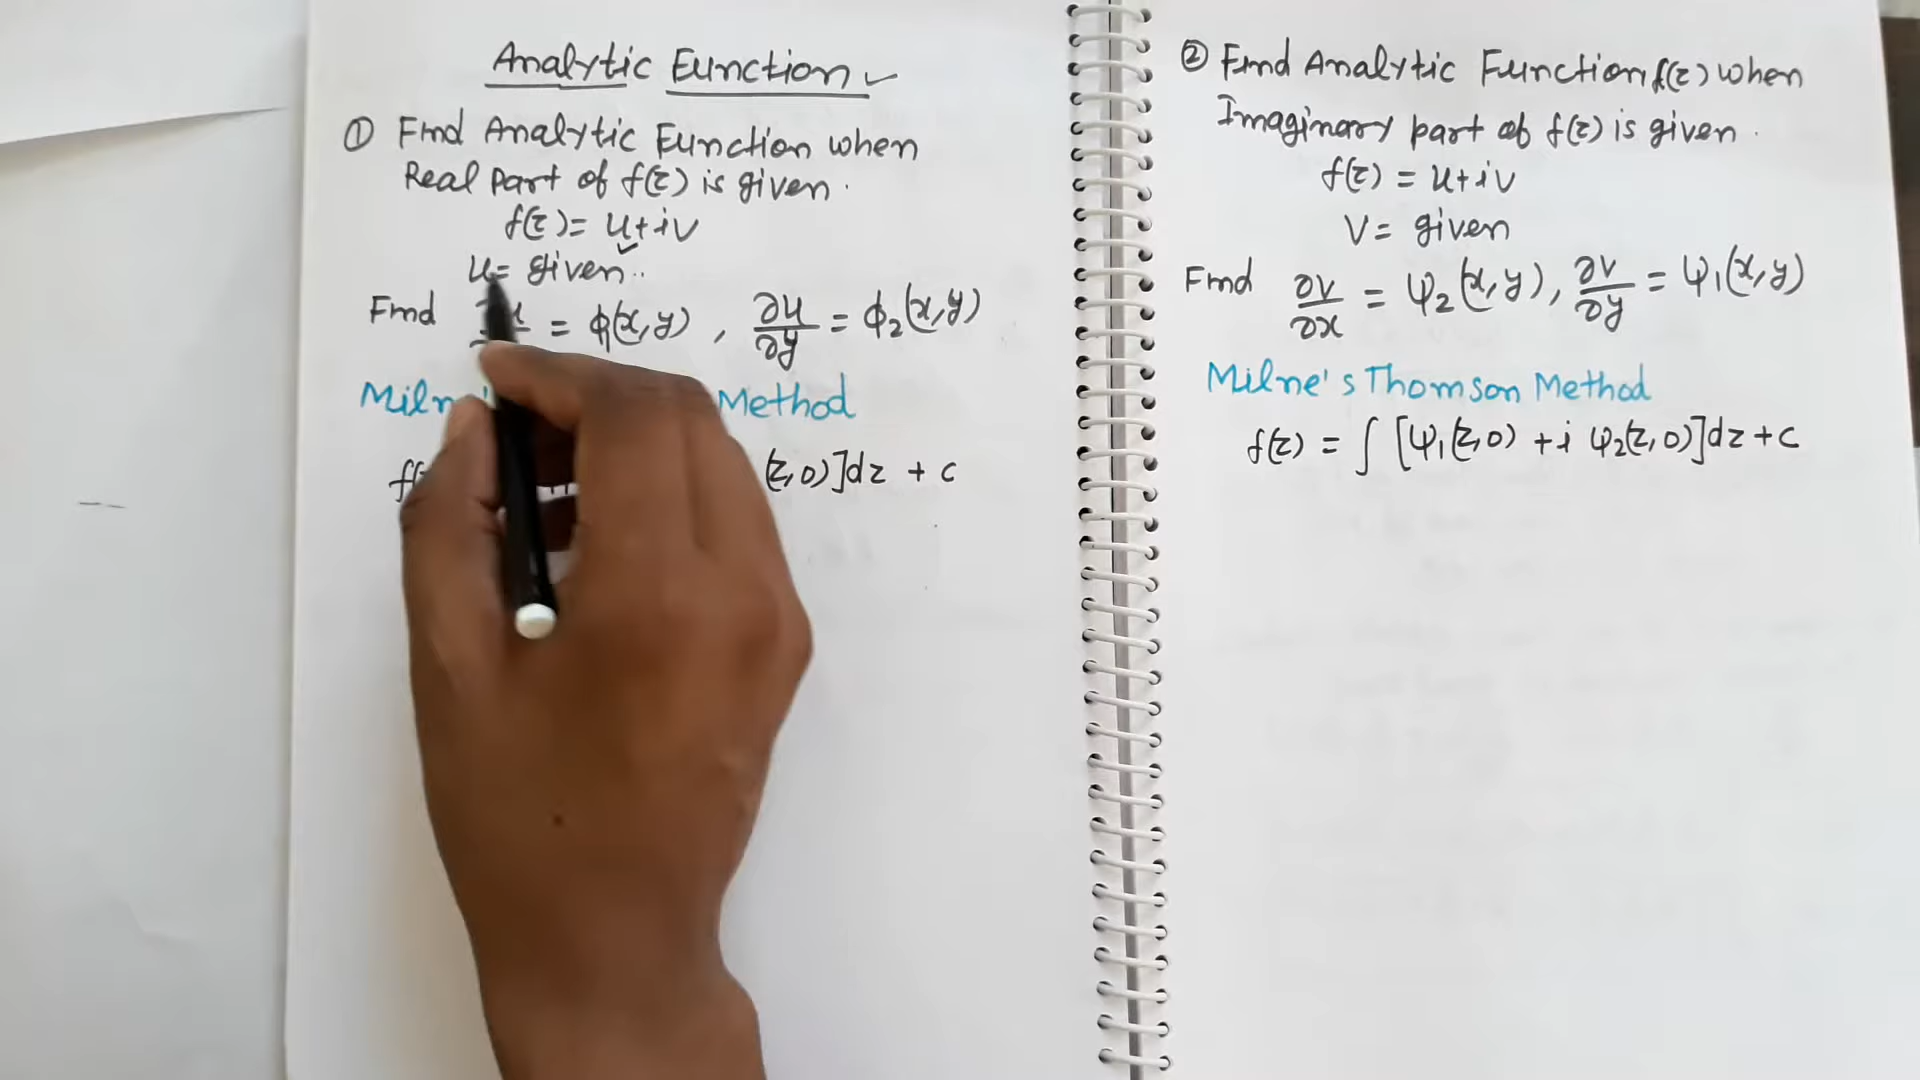 Analytic Function
① Find Analytic Function when
Real Part of f(z) is given.
f(z) = u+iv
u = given..
Find = ϕ1(x,y), ∂u/∂y = ϕ2(x,y)
Method
(z,0)]dz + c
② Find Analytic Function f(z) when
Imaginary part of f(z) is given.
f(z) = u+iv
V = given
Find ∂v/∂x = ψ2(x,y), ∂v/∂y = ψ1(x,y)
Milne's Thomson Method
f(z) = ∫ [ψ1(z,0) + i ψ2(z,0)]dz + c